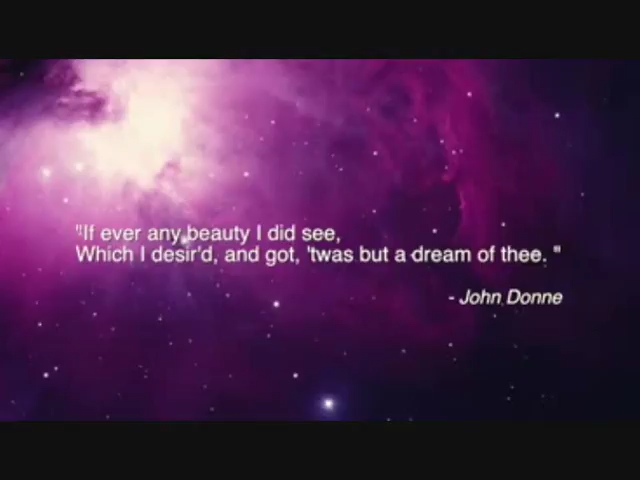 "If ever any beauty I did see,
Which I desir'd, and got, 'twas but a dream of thee. "
- John Donne